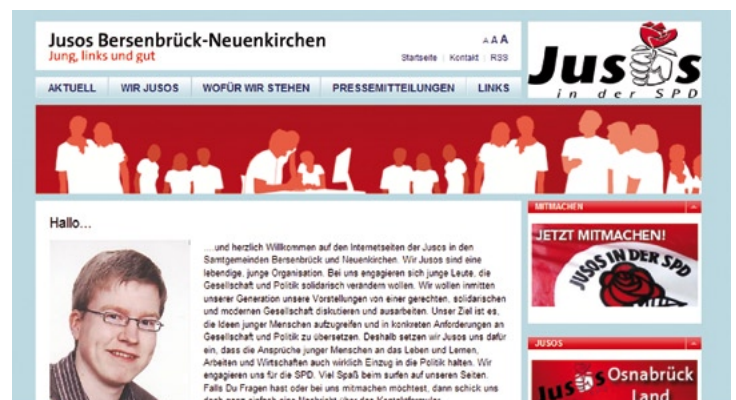 Jusos Bersenbrück-Neuenkirchen
Jung, links und gut
A A A
Startseite | Kontakt | RSS
Jusos
in der SPD
AKTUELL
WIR JUSOS
WOFÜR WIR STEHEN
PRESSEMITTEILUNGEN
LINKS
Hallo...
....und herzlich Willkommen auf den Internetseiten der Jusos in den
Samtgemeinden Bersenbrück und Neuenkirchen. Wir Jusos sind eine
lebendige, junge Organisation. Bei uns engagieren sich junge Leute, die
Gesellschaft und Politik solidarisch verändern wollen. Wir wollen inmitten
unserer Generation unsere Vorstellungen von einer gerechten, solidarischen
und modernen Gesellschaft diskutieren und ausarbeiten. Unser Ziel ist es,
die Ideen junger Menschen aufzugreifen und in konkreten Anforderungen an
Gesellschaft und Politik zu übersetzen. Deshalb setzen wir Jusos uns dafür
ein, dass die Ansprüche junger Menschen an das Leben und Lernen,
Arbeiten und Wirtschaften auch wirklich Einzug in die Politik halten. Wir
engagieren uns für die SPD. Viel Spaß beim surfen auf unseren Seiten.
Falls Du Fragen hast oder bei uns mitmachen möchtest, dann schick uns
doch ganz einfach eine Nachricht über das Kontaktformular.
MITMACHEN
JETZT MITMACHEN!
JUSOS IN DER SPD
JUSOS
Jusos Osnabrück
Land